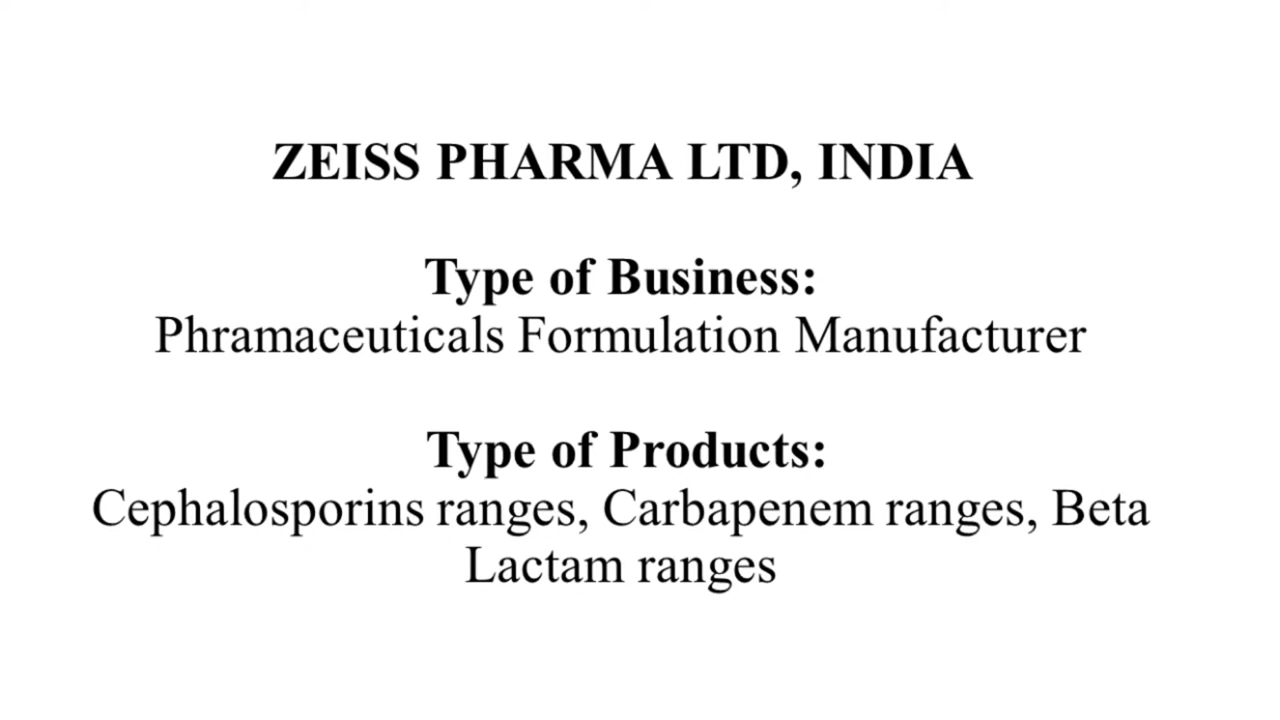 ZEISS PHARMA LTD, INDIA
Type of Business:
Phramaceuticals Formulation Manufacturer
Type of Products:
Cephalosporins ranges, Carbapenem ranges, Beta
Lactam ranges